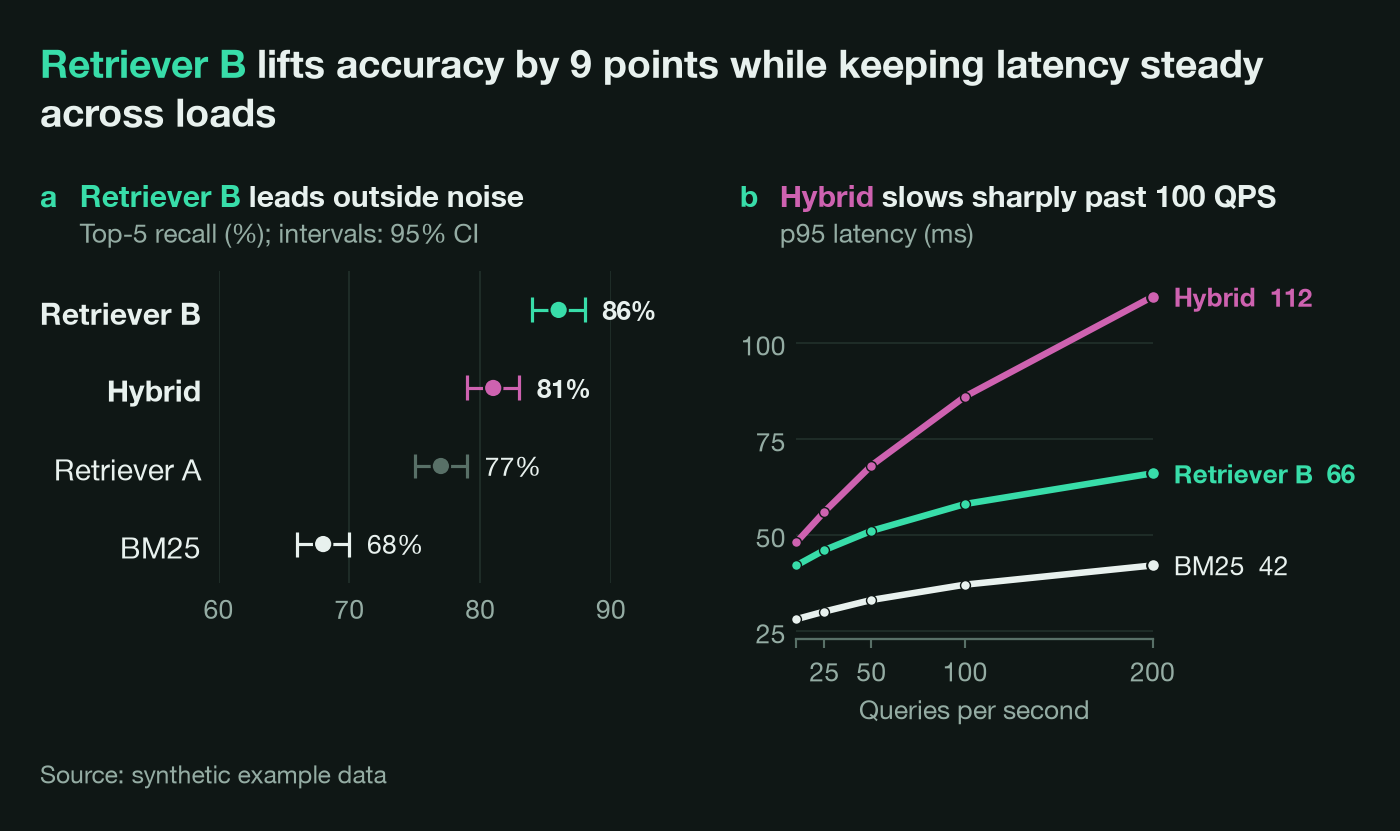 Retriever B lifts accuracy by 9 points while keeping latency steady
across loads
a Retriever B leads outside noise
Top-5 recall (%); intervals: 95% CI
Retriever B 86%
Hybrid 81%
Retriever A 77%
BM25 68%
60 70 80 90
b Hybrid slows sharply past 100 QPS
p95 latency (ms)
Hybrid 112
100
75
Retriever B 66
50
BM25 42
25
25 50 100 200
Queries per second
Source: synthetic example data